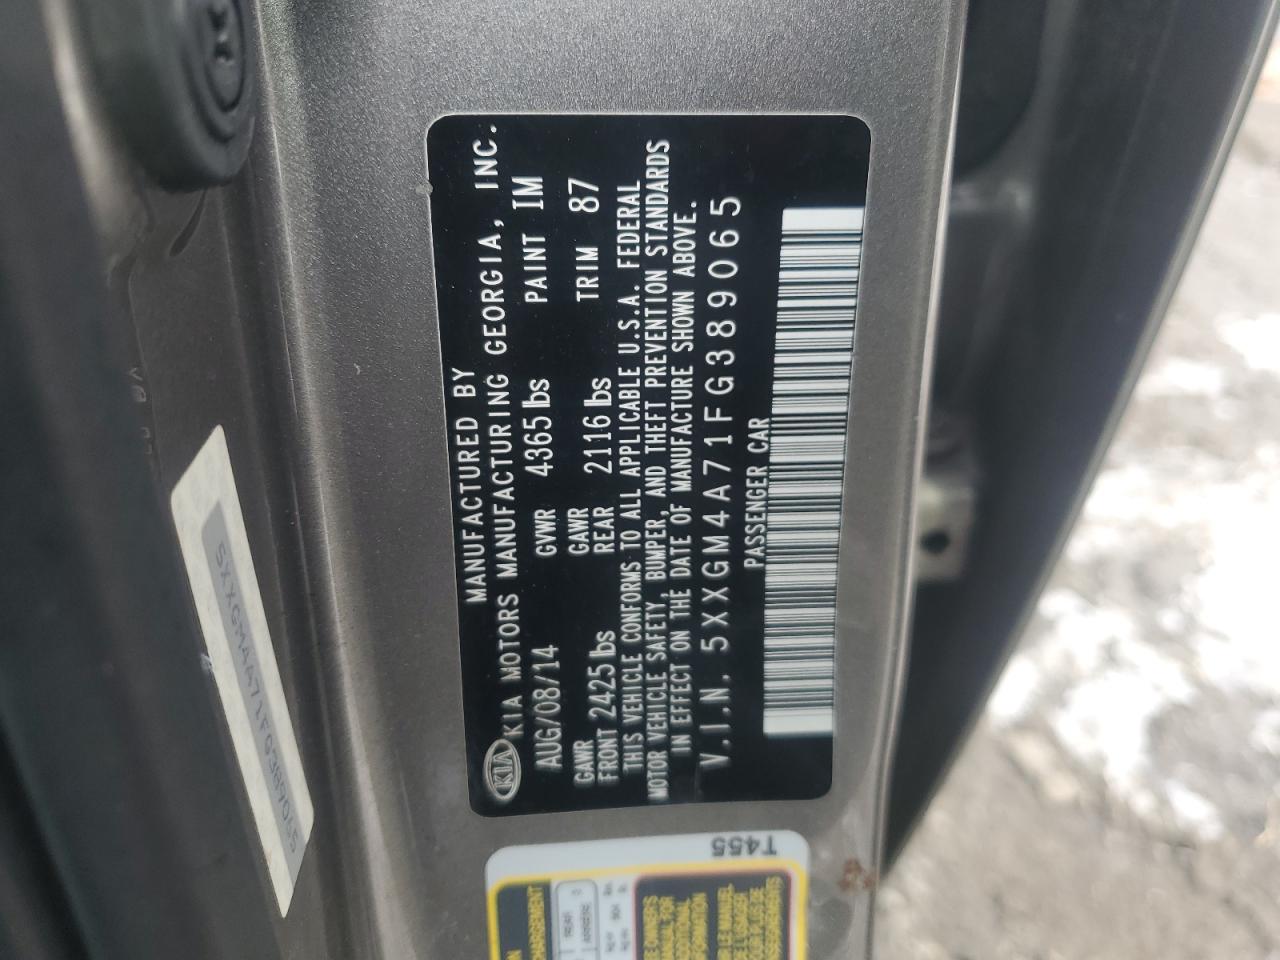 MANUFACTURED BY
KIA KIA MOTORS MANUFACTURING GEORGIA, INC.
AUG/08/14 GVWR 4365 lbs PAINT IM
GAWR FRONT 2425 lbs GAWR REAR 2116 lbs TRIM 87
THIS VEHICLE CONFORMS TO ALL APPLICABLE U.S.A. FEDERAL
MOTOR VEHICLE SAFETY, BUMPER, AND THEFT PREVENTION STANDARDS
IN EFFECT ON THE DATE OF MANUFACTURE SHOWN ABOVE.
V.I.N. 5XXGM4A71FG389065
PASSENGER CAR
5XXGM4A71FG389065
T455